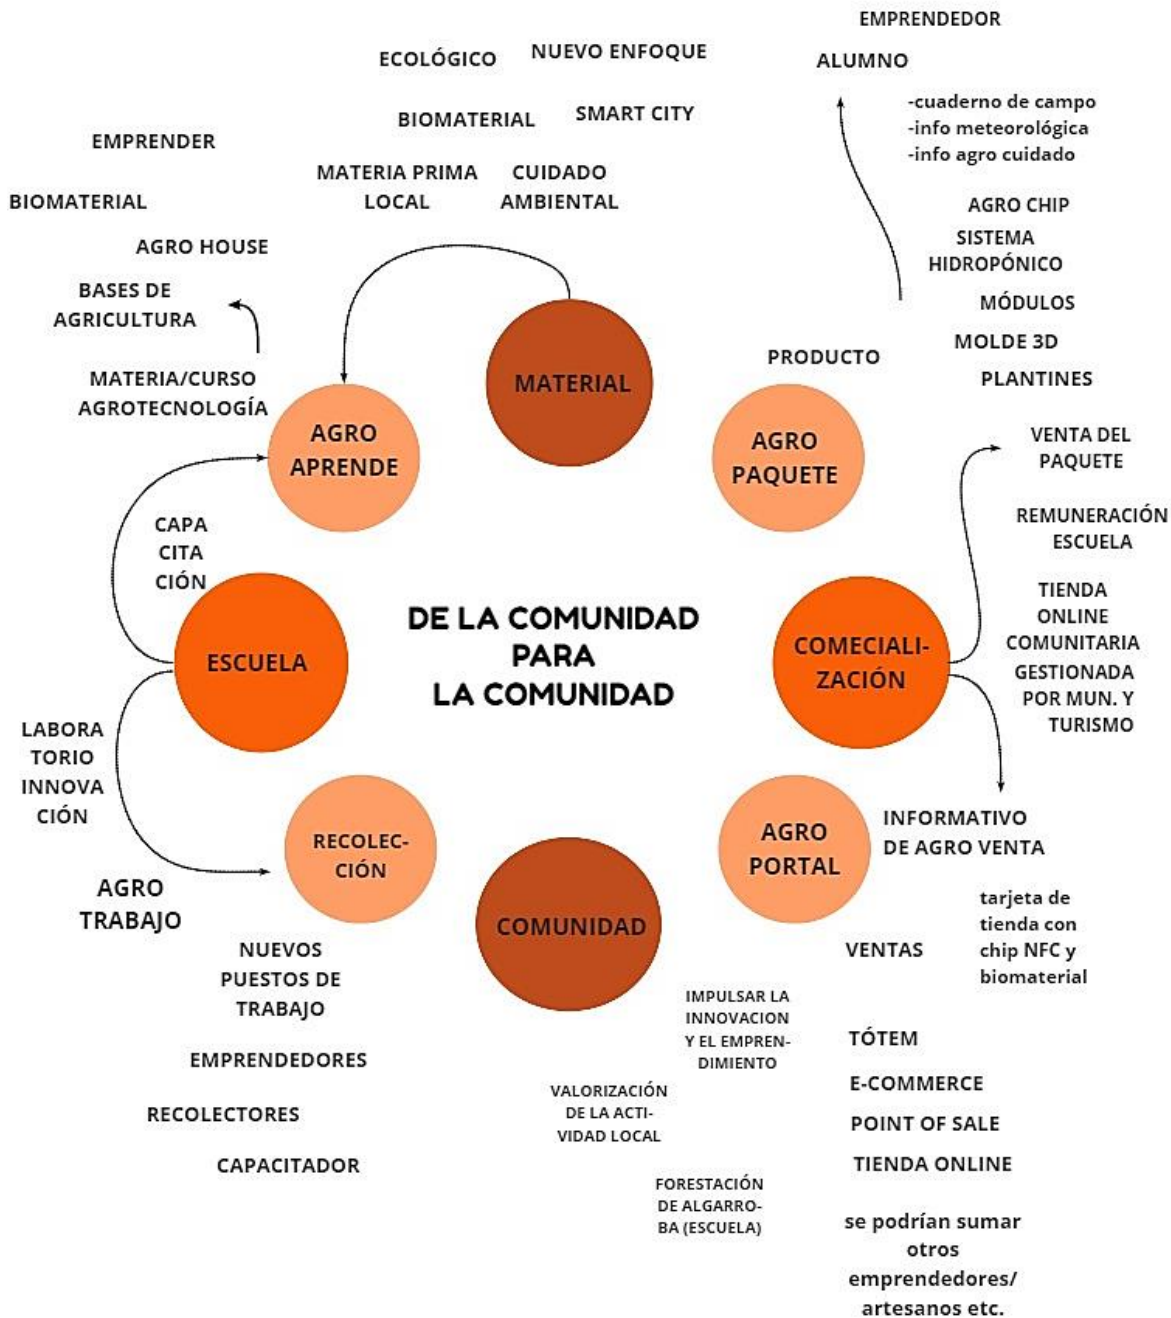 EMPRENDEDOR
ALUMNO
-cuaderno de campo
-info meteorológica
-info agro cuidado
AGRO CHIP
SISTEMA
HIDROPÓNICO
MÓDULOS
MOLDE 3D
PLANTINES
PRODUCTO
AGRO
PAQUETE
ECOLÓGICO
NUEVO ENFOQUE
BIOMATERIAL
SMART CITY
MATERIA PRIMA
LOCAL
CUIDADO
AMBIENTAL
MATERIAL
EMPRENDER
BIOMATERIAL
AGRO HOUSE
BASES DE
AGRICULTURA
MATERIA/CURSO
AGROTECNOLOGÍA
AGRO
APRENDE
CAPA
CITA
CIÓN
ESCUELA
DE LA COMUNIDAD
PARA
LA COMUNIDAD
COMECIALI-
ZACIÓN
VENTA DEL
PAQUETE
REMUNERACIÓN
ESCUELA
TIENDA
ONLINE
COMUNITARIA
GESTIONADA
POR MUN. Y
TURISMO
LABORA
TORIO
INNOVA
CIÓN
RECOLEC-
CIÓN
AGRO
TRABAJO
NUEVOS
PUESTOS DE
TRABAJO
EMPRENDEDORES
RECOLECTORES
CAPACITADOR
COMUNIDAD
IMPULSAR LA
INNOVACION
Y EL EMPREN-
DIMIENTO
VALORIZACIÓN
DE LA ACTI-
VIDAD LOCAL
FORESTACIÓN
DE ALGARRO-
BA (ESCUELA)
AGRO
PORTAL
INFORMATIVO
DE AGRO VENTA
tarjeta de
tienda con
chip NFC y
biomaterial
VENTAS
TÓTEM
E-COMMERCE
POINT OF SALE
TIENDA ONLINE
se podrían sumar
otros
emprendedores/
artesanos etc.